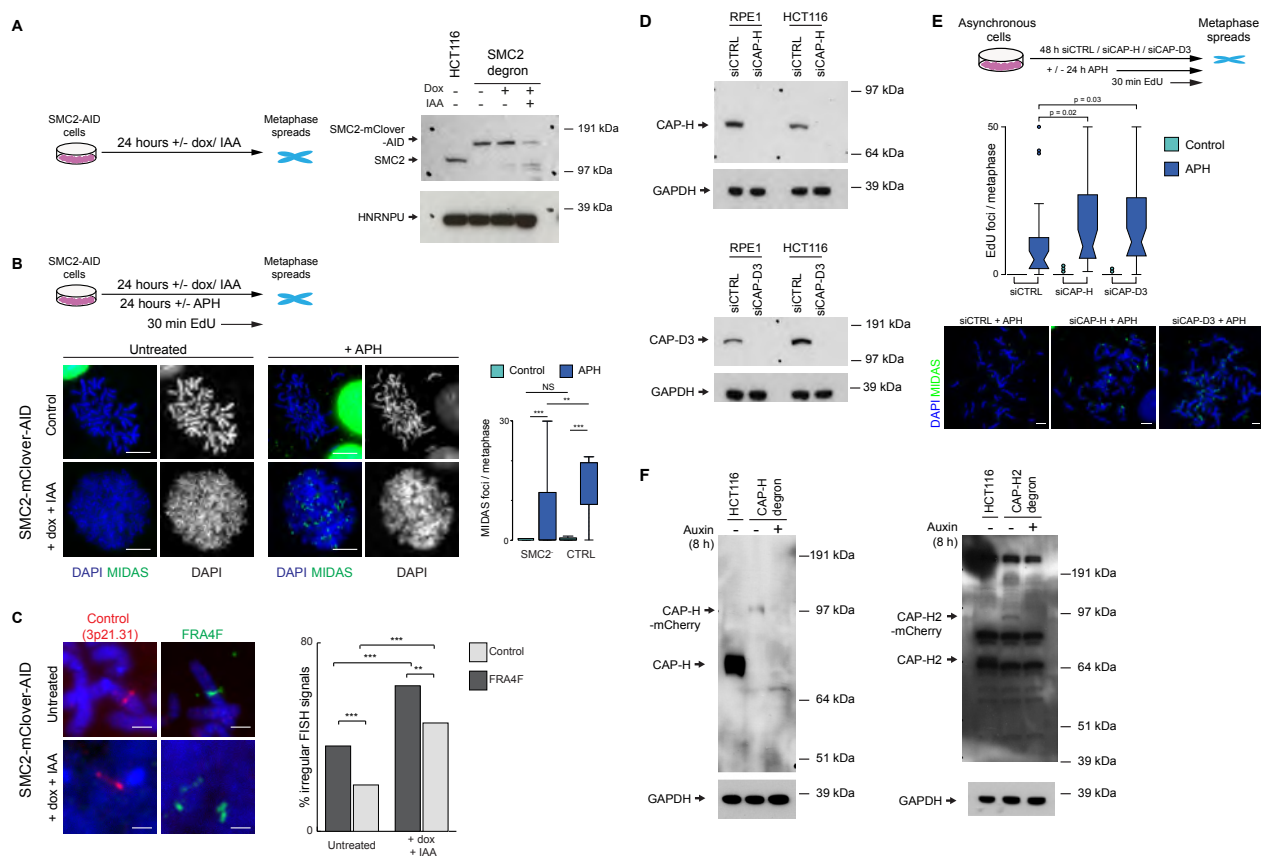 A
SMC2-AID
cells
24 hours +/- dox/ IAA
Metaphase
spreads
HCT116
SMC2
degron
- - + + Dox
- - - + IAA
SMC2-mClover
-AID
SMC2
191 kDa
97 kDa
HNRNPU
39 kDa
B
SMC2-AID
cells
24 hours +/- dox/ IAA
24 hours +/- APH
30 min EdU
Metaphase
spreads
Untreated
+ APH
SMC2-mClover-AID
Control
+ dox + IAA
DAPI MIDAS
DAPI
DAPI MIDAS
DAPI
Control
APH
NS
**
***
***
30
0
MIDAS foci / metaphase
SMC2-
CTRL
C
Control
(3p21.31)
FRA4F
SMC2-mClover-AID
Untreated
+ dox + IAA
80
0
% irregular FISH signals
***
***
**
***
Control
FRA4F
Untreated
+ dox
+ IAA
D
RPE1
HCT116
siCTRL
siCAP-H
siCTRL
siCAP-H
97 kDa
CAP-H
64 kDa
GAPDH
39 kDa
RPE1
HCT116
siCTRL
siCAP-D3
siCTRL
siCAP-D3
191 kDa
CAP-D3
97 kDa
GAPDH
39 kDa
E
Asynchronous
cells
48 h siCTRL / siCAP-H / siCAP-D3
+ / - 24 h APH
30 min EdU
Metaphase
spreads
p = 0.03
p = 0.02
50
0
EdU foci / metaphase
Control
APH
siCTRL
siCAP-H
siCAP-D3
siCTRL + APH
siCAP-H + APH
siCAP-D3 + APH
DAPI MIDAS
F
HCT116
CAP-H
degron
Auxin
(8 h)
- - +
191 kDa
CAP-H
-mCherry
97 kDa
CAP-H
64 kDa
51 kDa
GAPDH
39 kDa
HCT116
CAP-H2
degron
Auxin
(8 h)
- - +
191 kDa
CAP-H2
-mCherry
97 kDa
CAP-H2
64 kDa
51 kDa
39 kDa
GAPDH
39 kDa